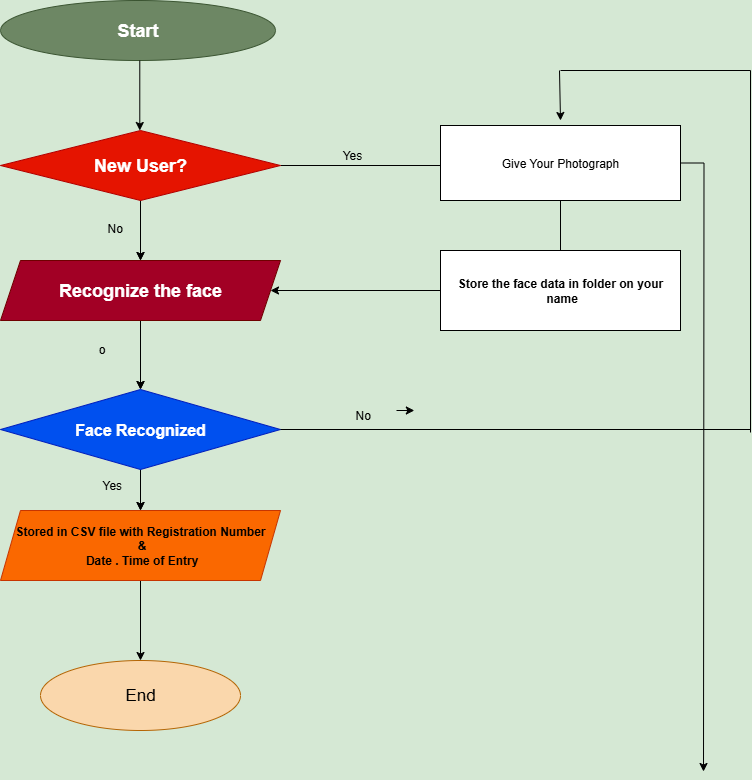 Start
New User?
Yes
Give Your Photograph
No
Recognize the face
Store the face data in folder on your
name
o
Face Recognized
No
Yes
Stored in CSV file with Registration Number
&
Date . Time of Entry
End